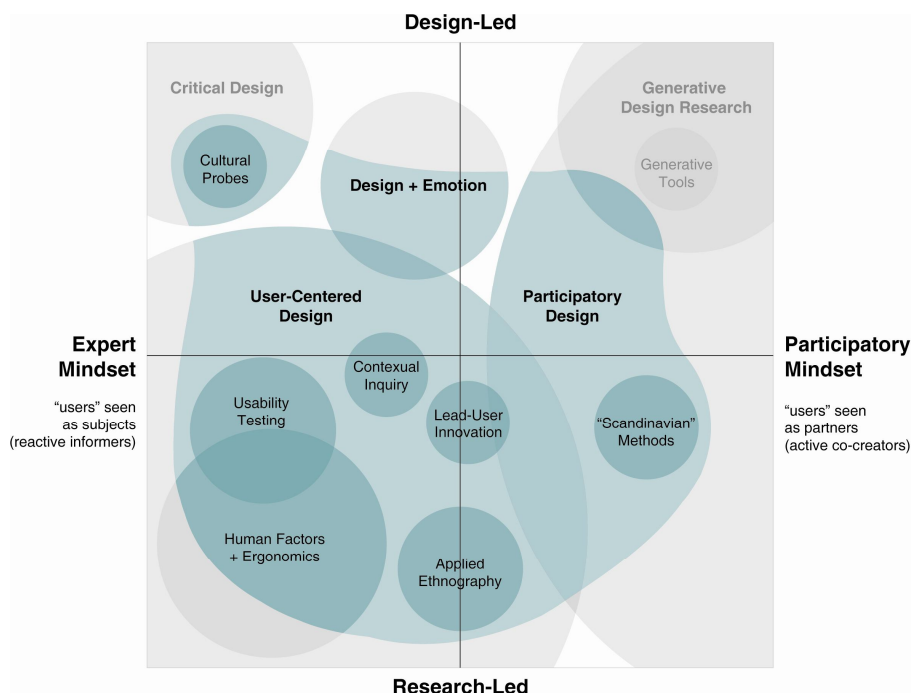 Design-Led
Critical Design
Generative
Design Research
Cultural
Probes
Generative
Tools
Design + Emotion
User-Centered
Design
Participatory
Design
Expert
Mindset
"users" seen
as subjects
(reactive informers)
Participatory
Mindset
"users" seen
as partners
(active co-creators)
Contexual
Inquiry
Usability
Testing
Lead-User
Innovation
"Scandinavian"
Methods
Human Factors
+ Ergonomics
Applied
Ethnography
Research-Led